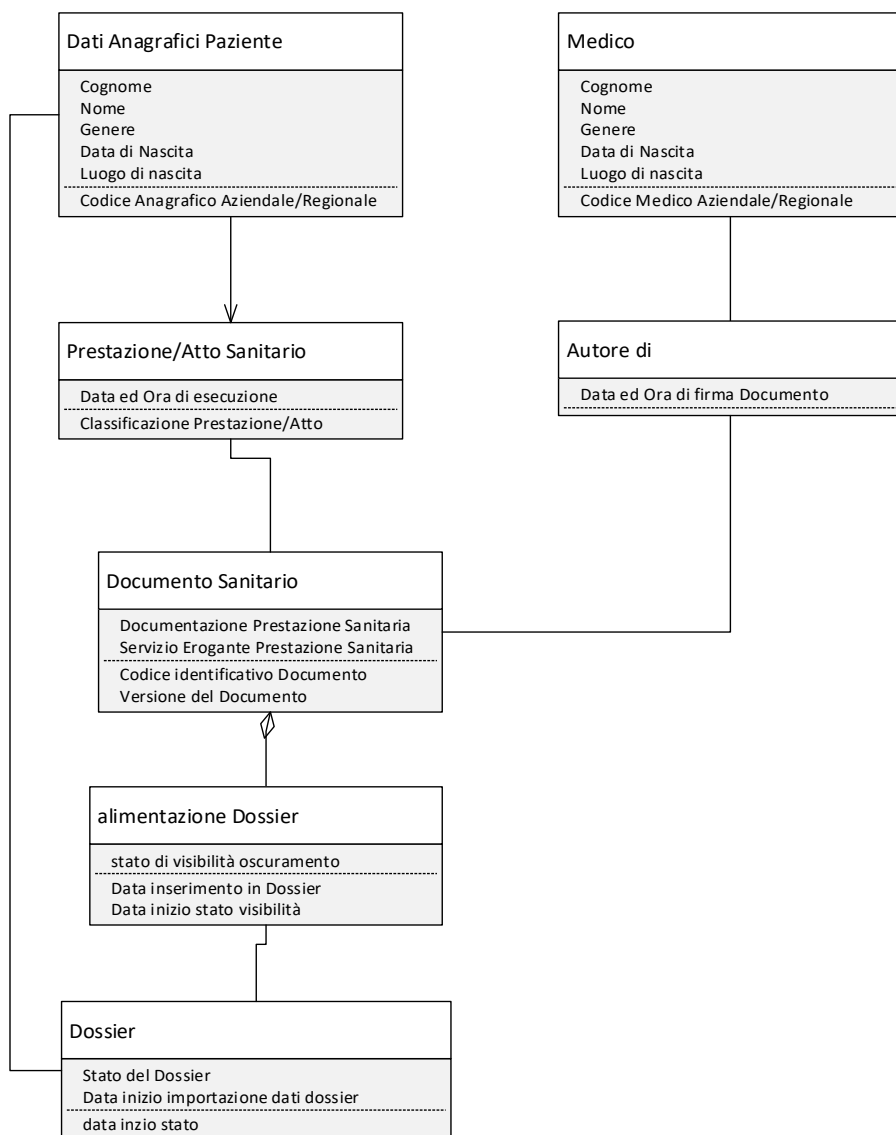 Dati Anagrafici Paziente
Cognome
Nome
Genere
Data di Nascita
Luogo di nascita
Codice Anagrafico Aziendale/Regionale
Medico
Cognome
Nome
Genere
Data di Nascita
Luogo di nascita
Codice Medico Aziendale/Regionale
Prestazione/Atto Sanitario
Data ed Ora di esecuzione
Classificazione Prestazione/Atto
Autore di
Data ed Ora di firma Documento
Documento Sanitario
Documentazione Prestazione Sanitaria
Servizio Erogante Prestazione Sanitaria
Codice identificativo Documento
Versione del Documento
alimentazione Dossier
stato di visibilità oscuramento
Data inserimento in Dossier
Data inizio stato visibilità
Dossier
Stato del Dossier
Data inizio importazione dati dossier
data inzio stato